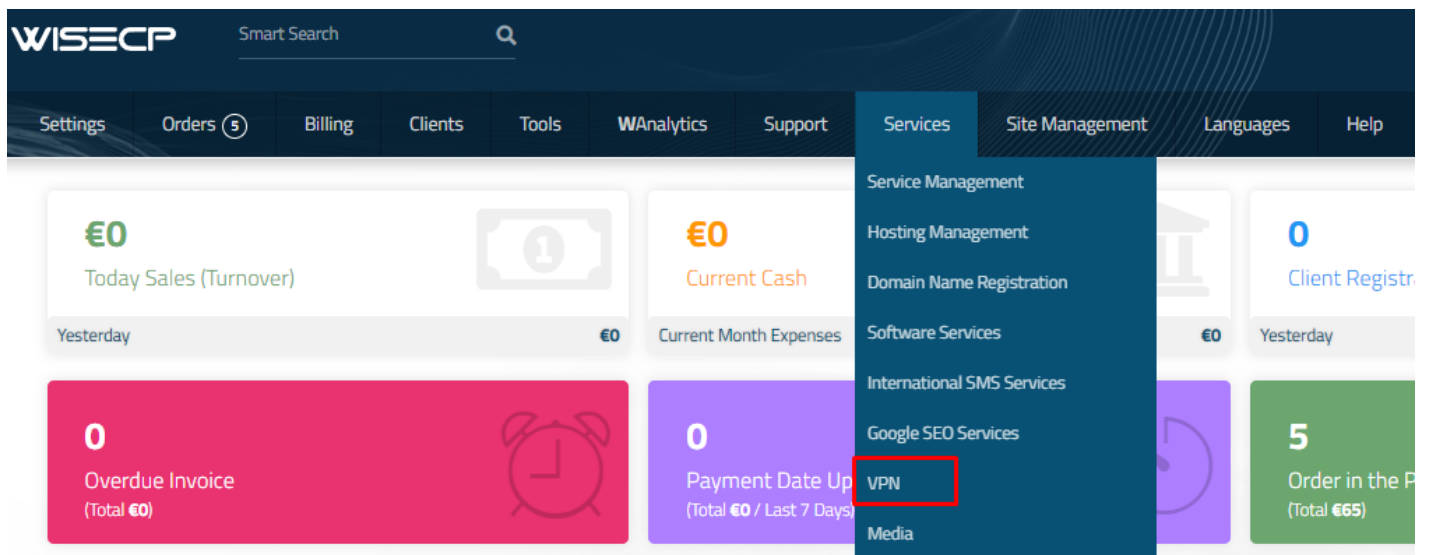 WISECP
Smart Search
Settings
Orders 5
Billing
Clients
Tools
WAnalytics
Support
Services
Site Management
Languages
Help
Service Management
Hosting Management
Domain Name Registration
Software Services
International SMS Services
Google SEO Services
VPN
Media
€0
Today Sales (Turnover)
Yesterday €0
€0
Current Cash
Current Month Expenses €0
0
Client Registr
Yesterday
0
Overdue Invoice
(Total €0)
0
Payment Date Up
(Total €0 / Last 7 Days)
5
Order in the P
(Total €65)